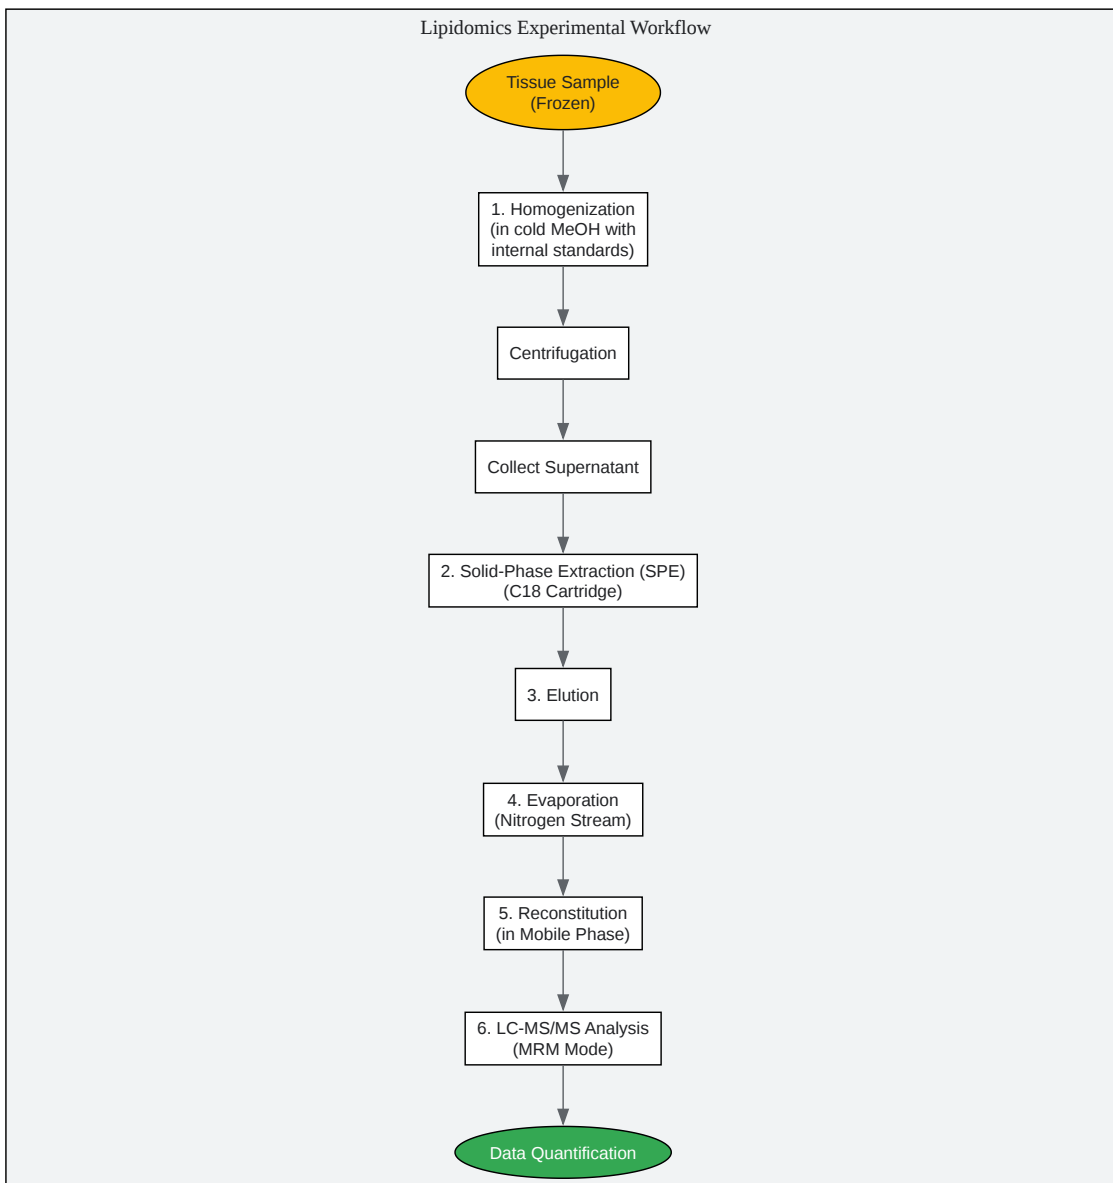 Lipidomics Experimental Workflow
Tissue Sample
(Frozen)
1. Homogenization
(in cold MeOH with
internal standards)
Centrifugation
Collect Supernatant
2. Solid-Phase Extraction (SPE)
(C18 Cartridge)
3. Elution
4. Evaporation
(Nitrogen Stream)
5. Reconstitution
(in Mobile Phase)
6. LC-MS/MS Analysis
(MRM Mode)
Data Quantification